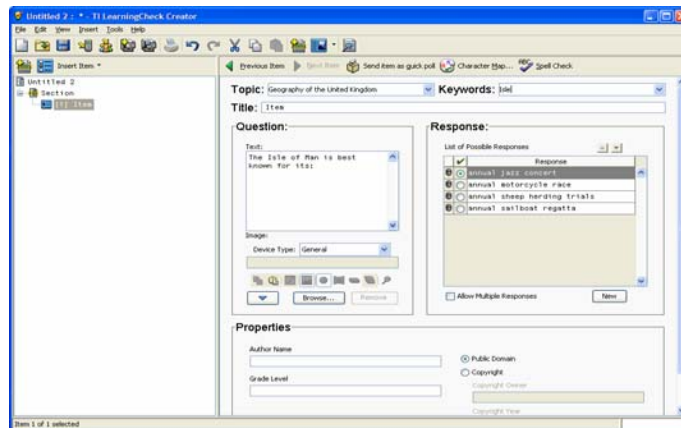 Untitled 2 : * - TI LearningCheck Creator
File Edit View Insert Tools Help
Insert Item
Previous Item Next Item Send item as quick poll Character Map... Spell Check
Untitled 2
Section
[1] Item
Topic: Geography of the United Kingdom Keywords: Isle
Title: Item
Question:
Text:
The Isle of Man is best
known for its:
Image:
Device Type: General
Browse... Remove
Response:
List of Possible Responses
Response
annual jazz concert
annual motorcycle race
annual sheep herding trials
annual sailboat regatta
Allow Multiple Responses New
Properties
Author Name
Grade Level
Public Domain
Copyright
Copyright Owner
Copyright Year
Item 1 of 1 selected